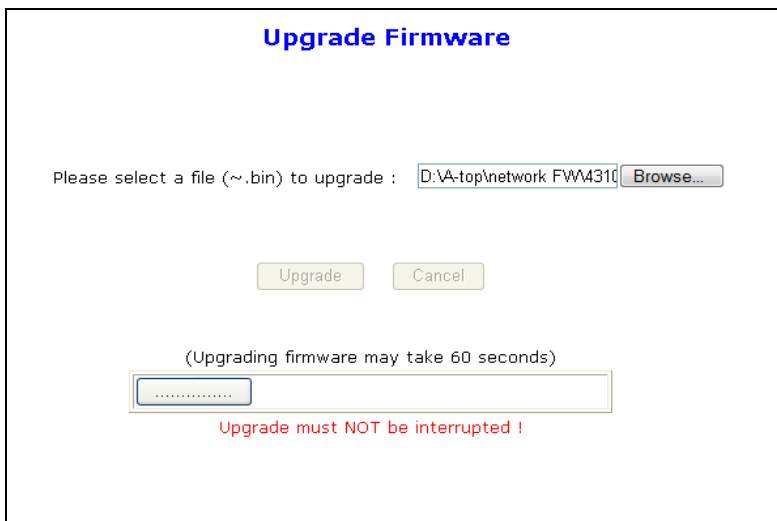 Upgrade Firmware
Please select a file (~.bin) to upgrade : D:\A-top\network FW\4310 Browse...
Upgrade Cancel
(Upgrading firmware may take 60 seconds)
...............
Upgrade must NOT be interrupted !